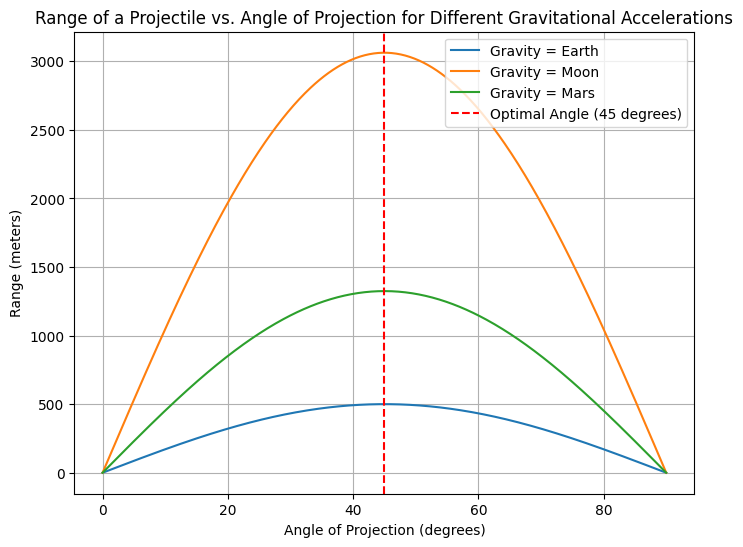 Range of a Projectile vs. Angle of Projection for Different Gravitational Accelerations
Gravity = Earth
Gravity = Moon
Gravity = Mars
Optimal Angle (45 degrees)
Range (meters)
3000
2500
2000
1500
1000
500
0
0 20 40 60 80
Angle of Projection (degrees)